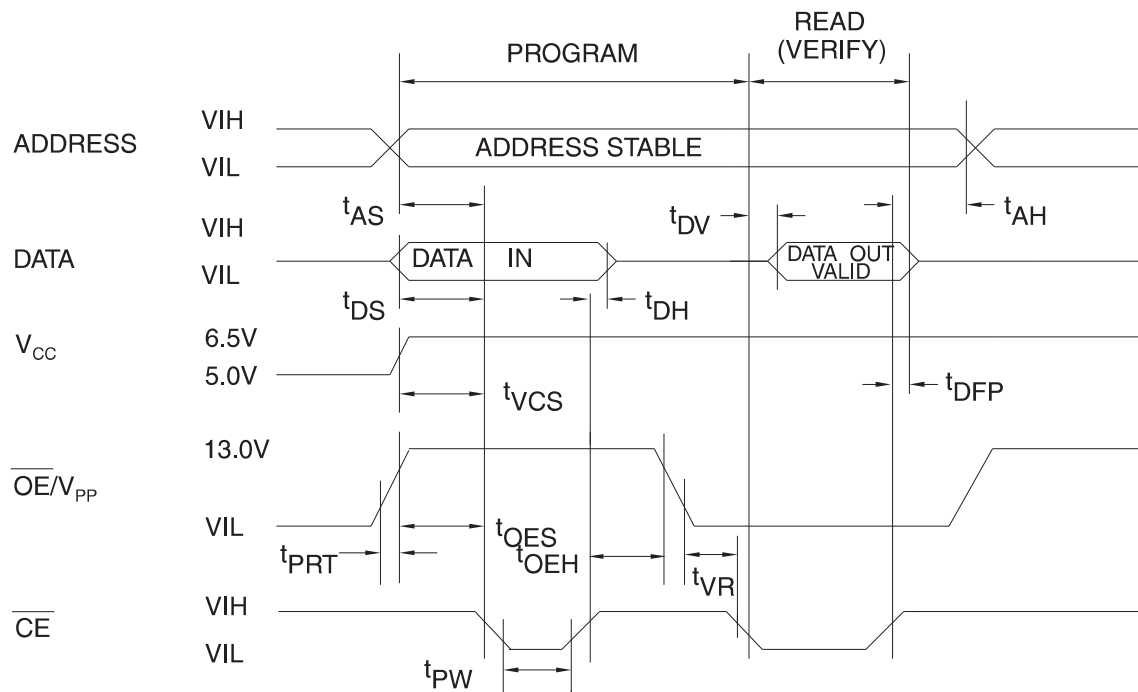 READ
(VERIFY)
PROGRAM
ADDRESS
VIH
VIL
ADDRESS STABLE
tAS
tDV
tAH
DATA
VIH
VIL
DATA IN
DATA OUT
VALID
tDS
tDH
VCC
6.5V
5.0V
tVCS
tDFP
OE/VPP
13.0V
VIL
tOES
tPRT
tOEH
tVR
CE
VIH
VIL
tPW